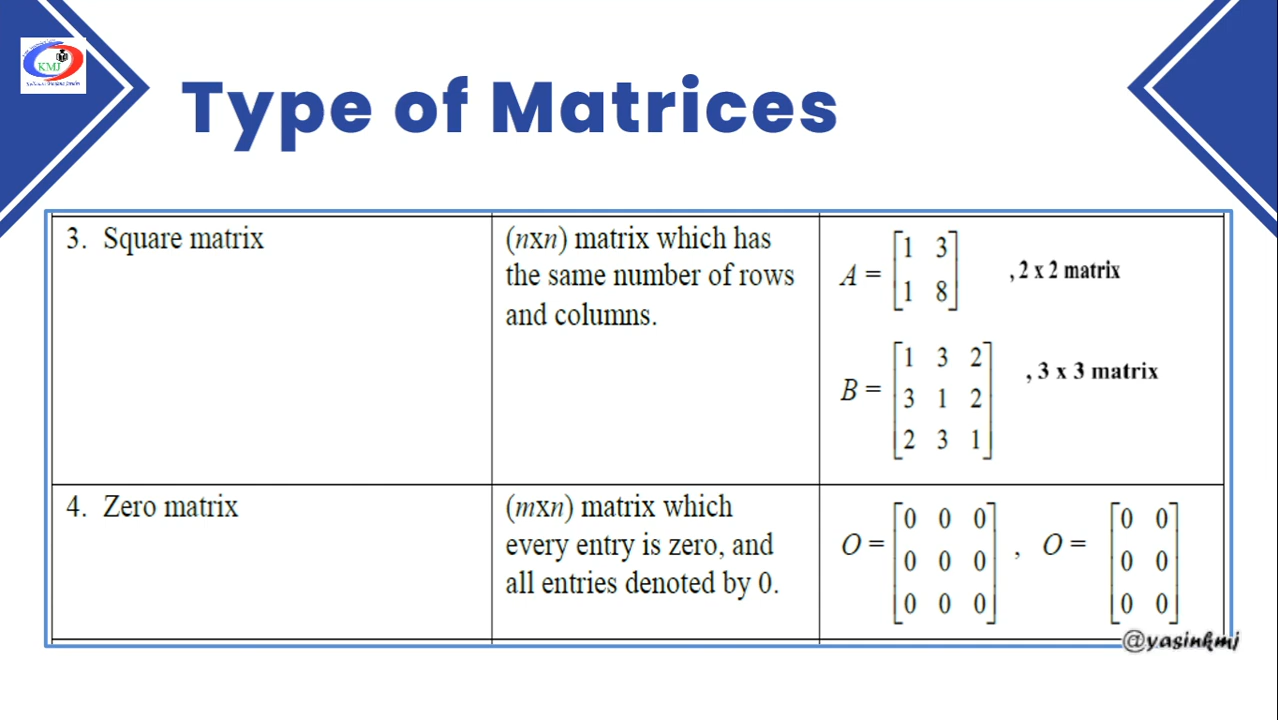 KMJ
Type of Matrices
3. Square matrix
(nxn) matrix which has
the same number of rows
and columns.
A = [1 3
1 8]
, 2 x 2 matrix
B = [1 3 2
3 1 2
2 3 1]
, 3 x 3 matrix
4. Zero matrix
(mxn) matrix which
every entry is zero, and
all entries denoted by 0.
O = [0 0 0
0 0 0
0 0 0]
, O = [0 0
0 0
0 0]
@yasinkmj